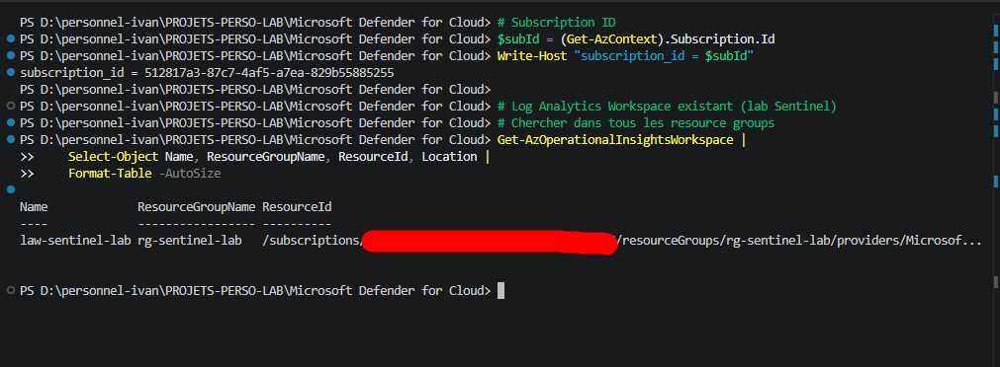 PS D:\personnel-ivan\PROJETS-PERSO-LAB\Microsoft Defender for Cloud> # Subscription ID
PS D:\personnel-ivan\PROJETS-PERSO-LAB\Microsoft Defender for Cloud> $subId = (Get-AzContext).Subscription.Id
PS D:\personnel-ivan\PROJETS-PERSO-LAB\Microsoft Defender for Cloud> Write-Host "subscription_id = $subId"
subscription_id = 512817a3-87c7-4af5-a7ea-829b55885255
PS D:\personnel-ivan\PROJETS-PERSO-LAB\Microsoft Defender for Cloud>
PS D:\personnel-ivan\PROJETS-PERSO-LAB\Microsoft Defender for Cloud> # Log Analytics Workspace existant (lab Sentinel)
PS D:\personnel-ivan\PROJETS-PERSO-LAB\Microsoft Defender for Cloud> # Chercher dans tous les resource groups
PS D:\personnel-ivan\PROJETS-PERSO-LAB\Microsoft Defender for Cloud> Get-AzOperationalInsightsWorkspace |
>>     Select-Object Name, ResourceGroupName, ResourceId, Location |
>>     Format-Table -AutoSize
Name            ResourceGroupName ResourceId
----            ----------------- ----------
law-sentinel-lab rg-sentinel-lab   /subscriptions/ /resourceGroups/rg-sentinel-lab/providers/Microsof...
PS D:\personnel-ivan\PROJETS-PERSO-LAB\Microsoft Defender for Cloud>